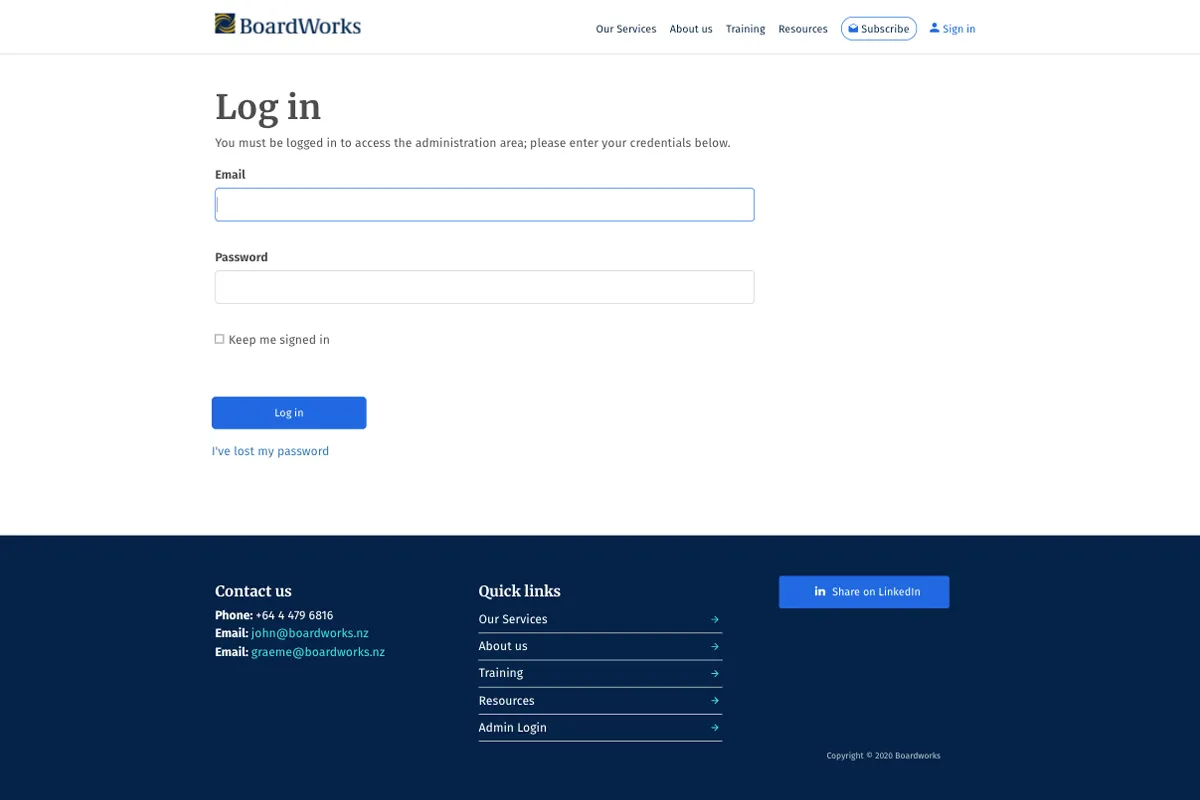 BoardWorks
Our Services About us Training Resources Subscribe Sign in
Log in
You must be logged in to access the administration area; please enter your credentials below.
Email
Password
Keep me signed in
Log in
I've lost my password
Contact us
Phone: +64 4 479 6816
Email: john@boardworks.nz
Email: graeme@boardworks.nz
Quick links
Our Services
About us
Training
Resources
Admin Login
in Share on LinkedIn
Copyright © 2020 Boardworks